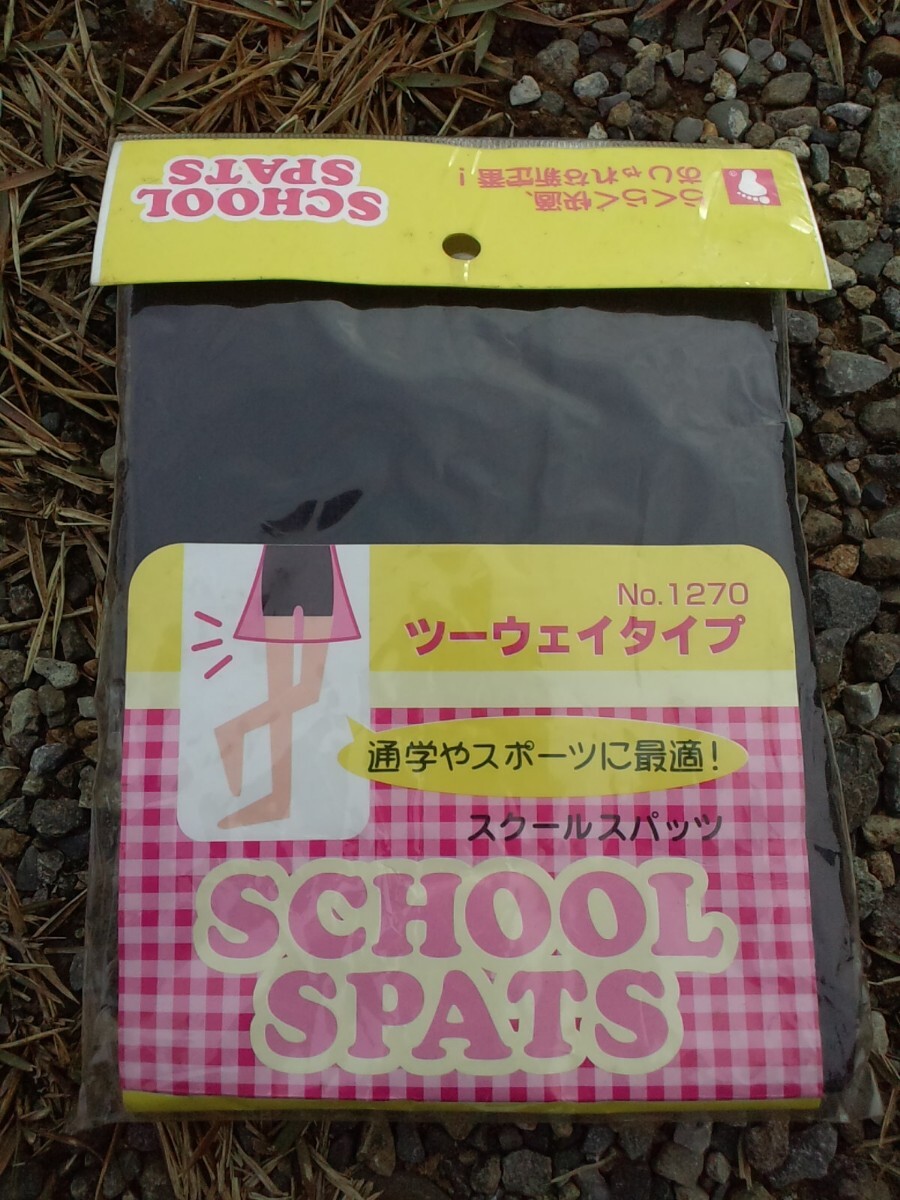 SCHOOL
SPATS
らくらく快適、
おしゃれな新定番!
No.1270
ツーウェイタイプ
通学やスポーツに最適!
スクールスパッツ
SCHOOL
SPATS